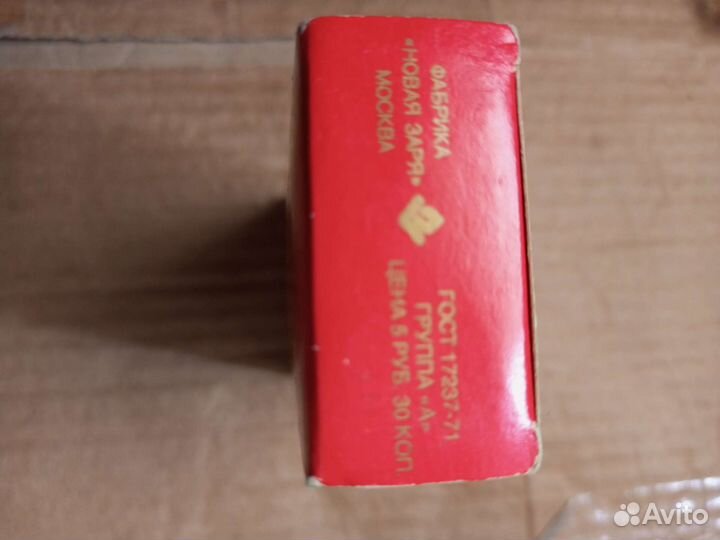 ФАБРИКА
«НОВАЯ ЗАРЯ»
МОСКВА
ГОСТ 17237-71
ГРУППА «А»
ЦЕНА 5 РУБ. 30 КОП
Avito